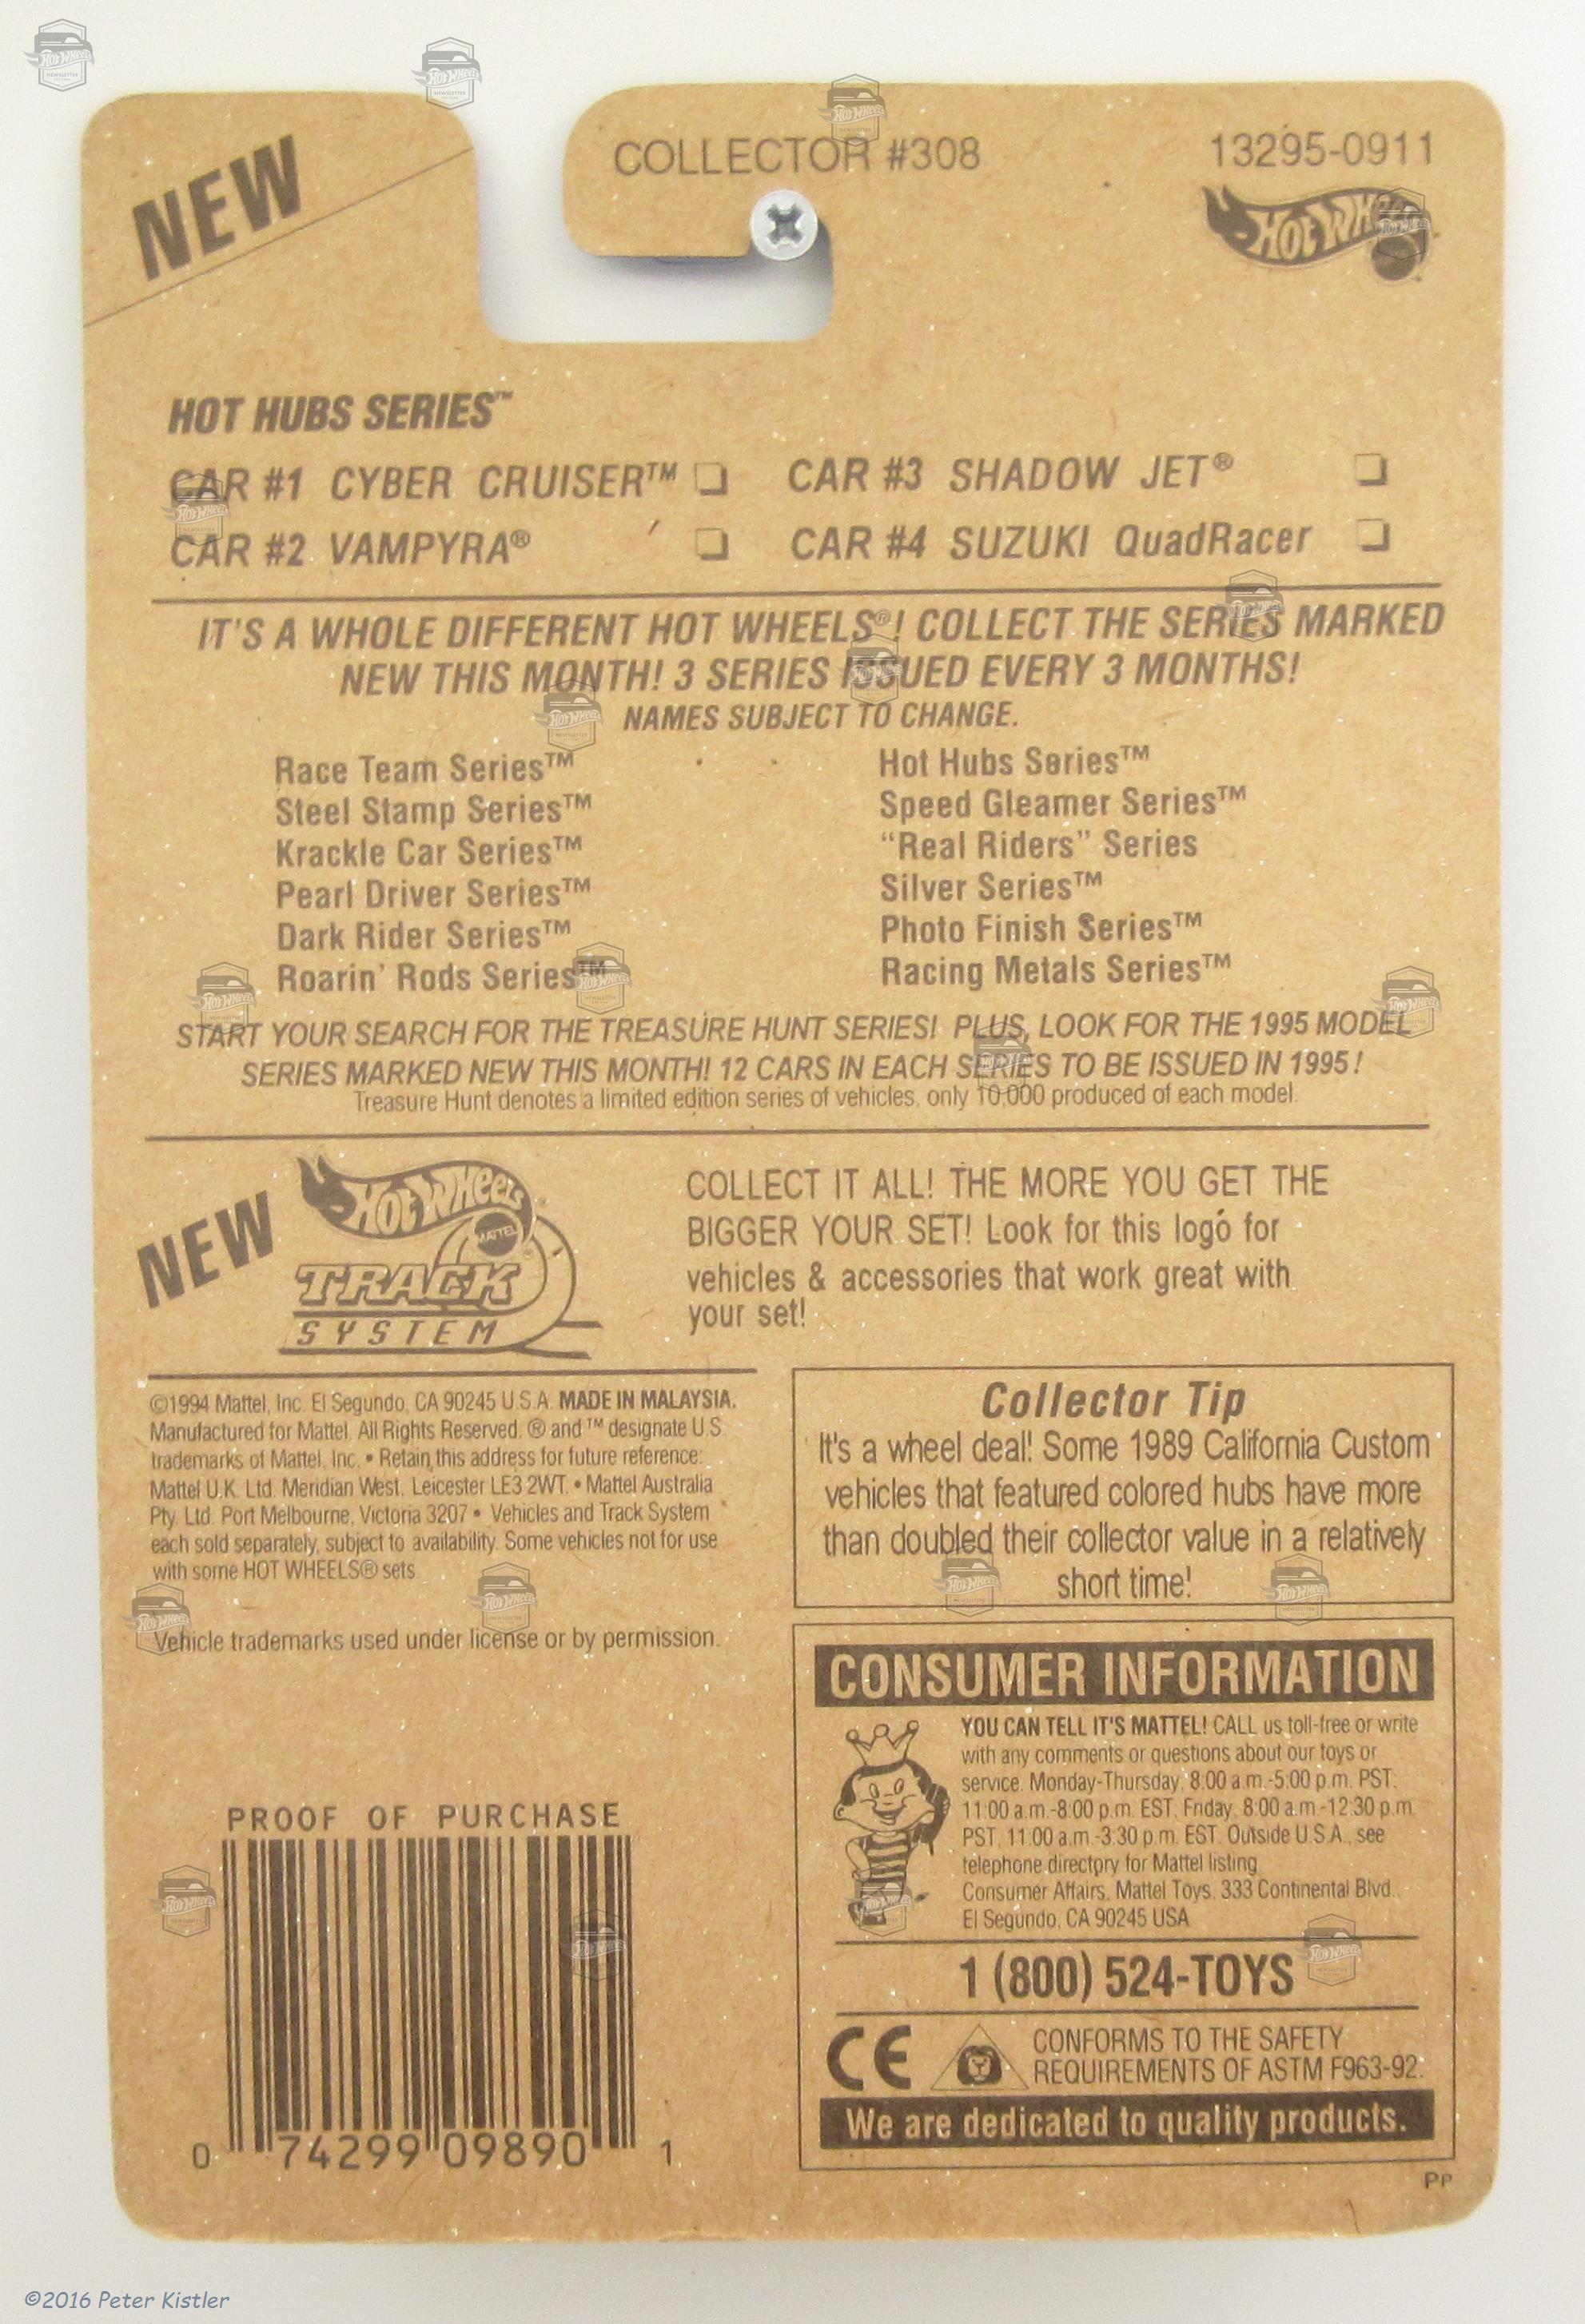 NEW
COLLECTOR #308
13295-0911
HOT WHEELS
HOT HUBS SERIES™
CAR #1 CYBER CRUISER™ ❏ CAR #3 SHADOW JET® ❏
CAR #2 VAMPYRA® ❏ CAR #4 SUZUKI QuadRacer ❏
IT'S A WHOLE DIFFERENT HOT WHEELS®! COLLECT THE SERIES MARKED
NEW THIS MONTH! 3 SERIES ISSUED EVERY 3 MONTHS!
NAMES SUBJECT TO CHANGE.
Race Team Series™
Steel Stamp Series™
Krackle Car Series™
Pearl Driver Series™
Dark Rider Series™
Roarin' Rods Series™
Hot Hubs Series™
Speed Gleamer Series™
“Real Riders” Series
Silver Series™
Photo Finish Series™
Racing Metals Series™
START YOUR SEARCH FOR THE TREASURE HUNT SERIES! PLUS, LOOK FOR THE 1995 MODEL
SERIES MARKED NEW THIS MONTH! 12 CARS IN EACH SERIES TO BE ISSUED IN 1995!
Treasure Hunt denotes a limited edition series of vehicles, only 10,000 produced of each model.
NEW
HOT WHEELS
MATTEL
TRACK
SYSTEM
COLLECT IT ALL! THE MORE YOU GET THE
BIGGER YOUR SET! Look for this logo for
vehicles & accessories that work great with
your set!
©1994 Mattel, Inc. El Segundo, CA 90245 U.S.A. MADE IN MALAYSIA.
Manufactured for Mattel. All Rights Reserved. ® and ™ designate U.S.
trademarks of Mattel, Inc. • Retain this address for future reference:
Mattel U.K. Ltd. Meridian West, Leicester LE3 2WT. • Mattel Australia
Pty. Ltd. Port Melbourne, Victoria 3207 • Vehicles and Track System
each sold separately, subject to availability. Some vehicles not for use
with some HOT WHEELS® sets
Vehicle trademarks used under license or by permission.
Collector Tip
It's a wheel deal! Some 1989 California Custom
vehicles that featured colored hubs have more
than doubled their collector value in a relatively
short time!
CONSUMER INFORMATION
YOU CAN TELL IT'S MATTEL! CALL us toll-free or write
with any comments or questions about our toys or
service. Monday-Thursday, 8:00 a.m.-5:00 p.m. PST:
11:00 a.m.-8:00 p.m. EST, Friday, 8:00 a.m.-12:30 p.m.
PST, 11:00 a.m.-3:30 p.m. EST. Outside U.S.A., see
telephone directory for Mattel listing.
Consumer Affairs, Mattel Toys, 333 Continental Blvd.,
El Segundo, CA 90245 USA
1 (800) 524-TOYS
CE
CONFORMS TO THE SAFETY
REQUIREMENTS OF ASTM F963-92.
We are dedicated to quality products.
PP
PROOF OF PURCHASE
0 74299 09890 1
©2016 Peter Kistler